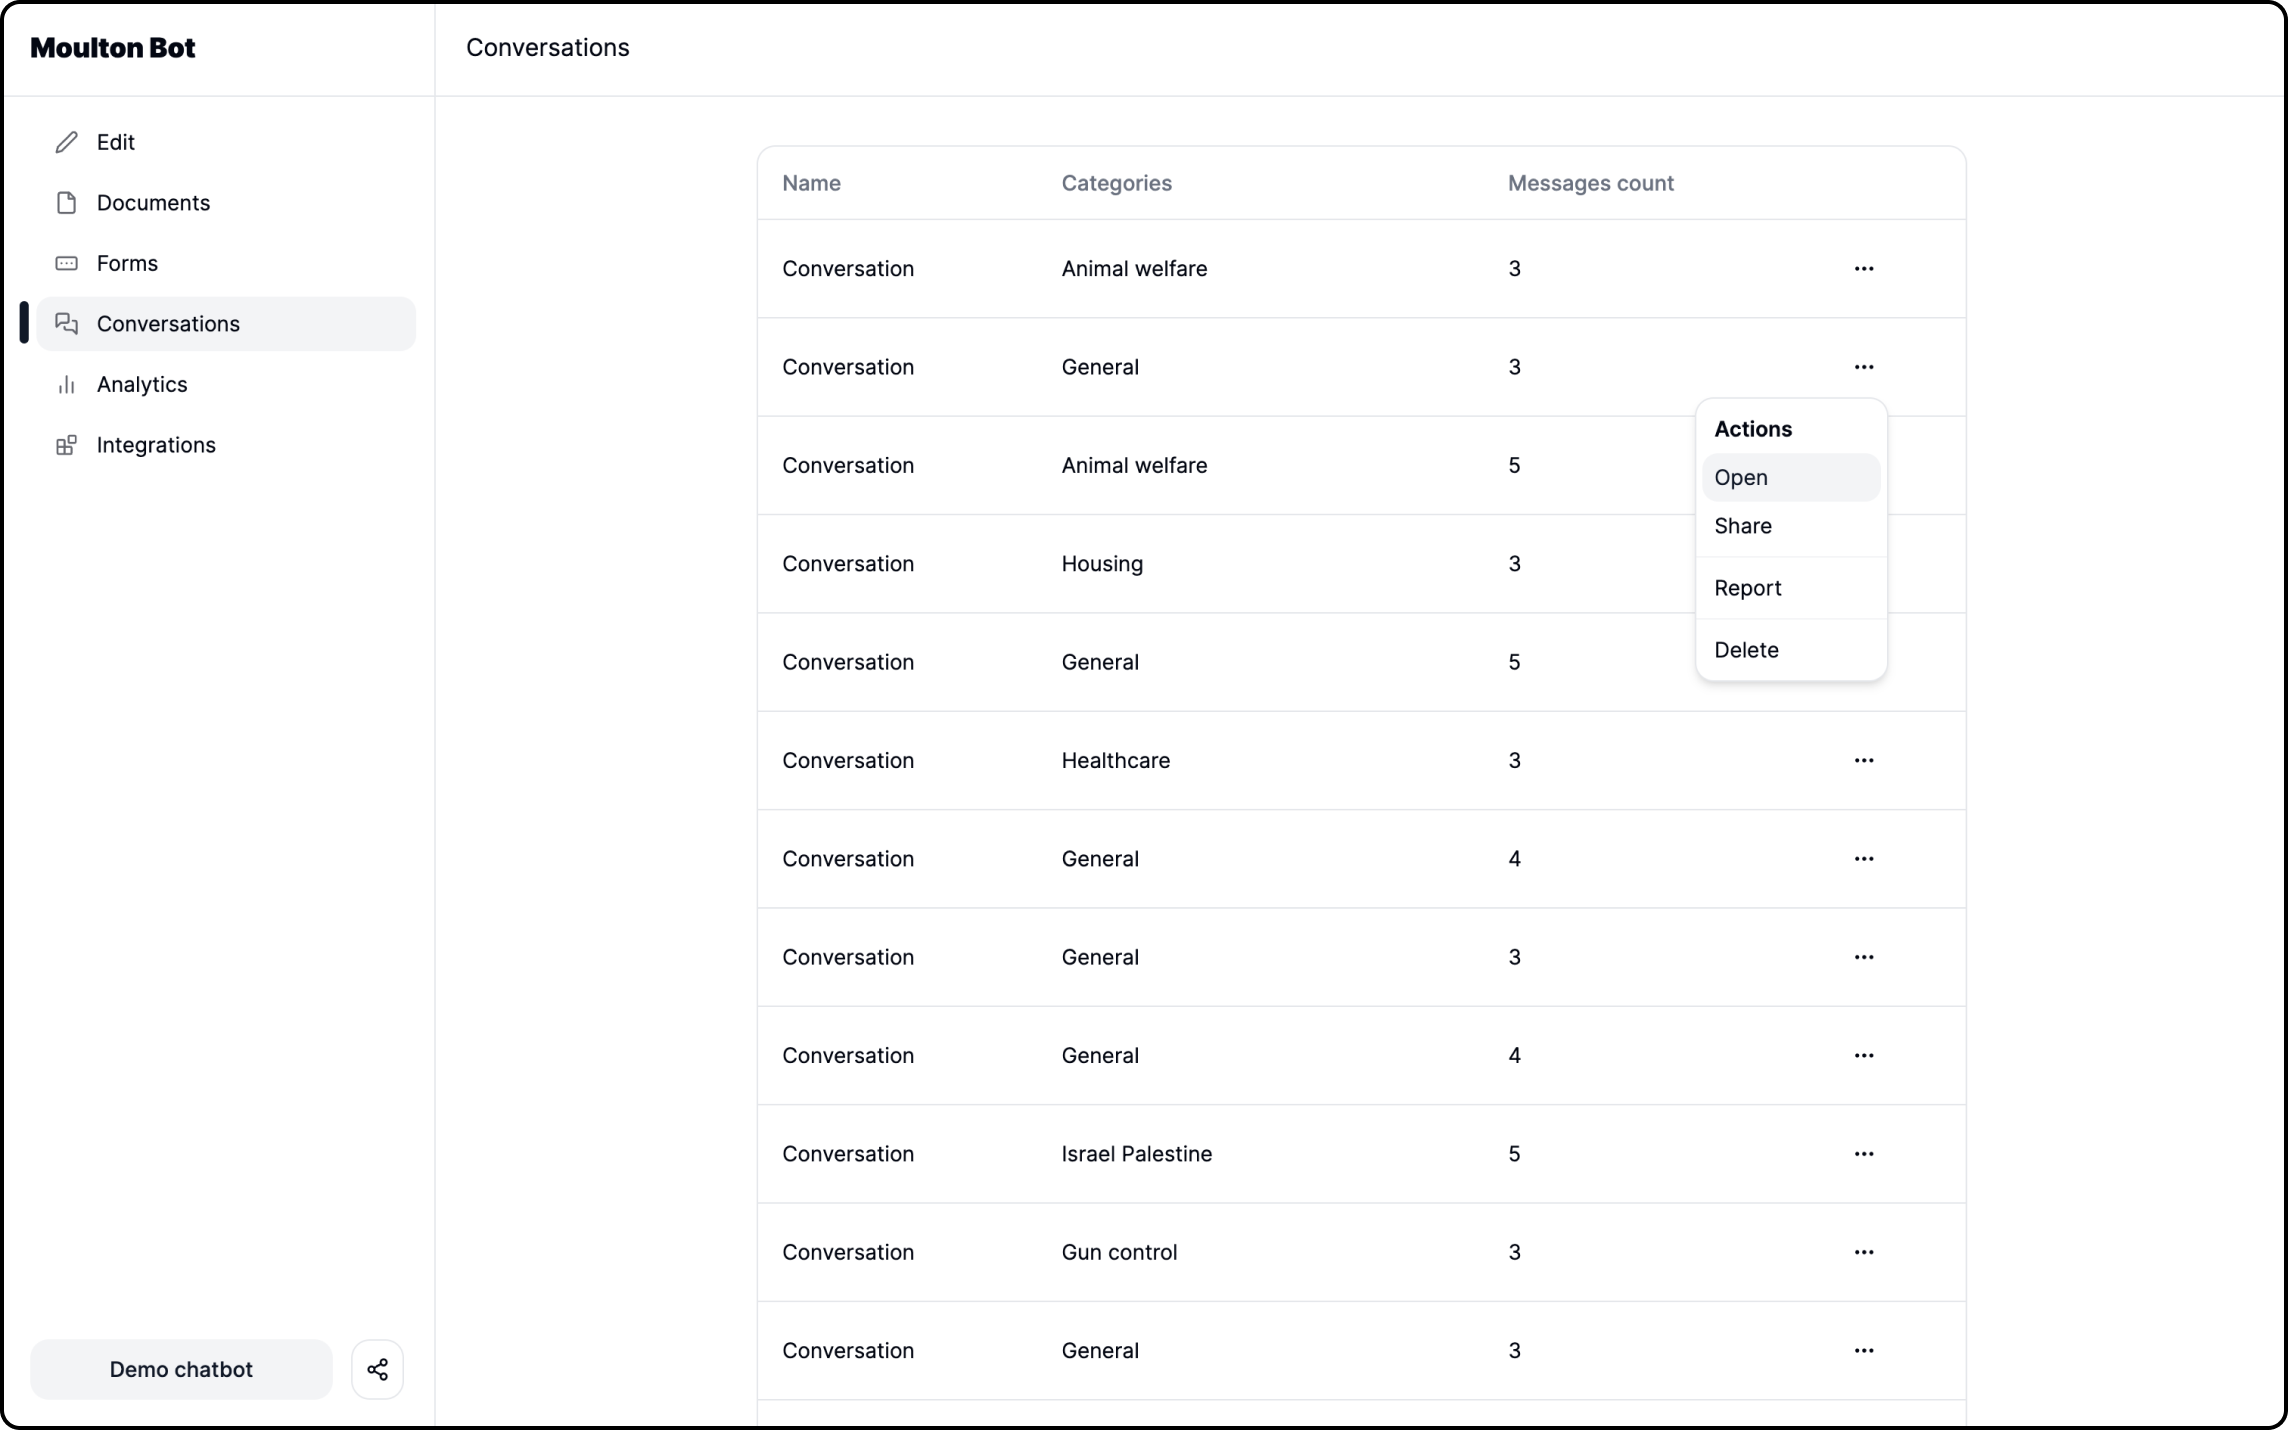 Moulton Bot
Conversations
Edit
Documents
Forms
Conversations
Analytics
Integrations
Name Categories Messages count
Conversation Animal welfare 3
Conversation General 3
Conversation Animal welfare 5
Conversation Housing 3
Conversation General 5
Actions
Open
Share
Report
Delete
Conversation Healthcare 3
Conversation General 4
Conversation General 3
Conversation General 4
Conversation Israel Palestine 5
Conversation Gun control 3
Conversation General 3
Demo chatbot